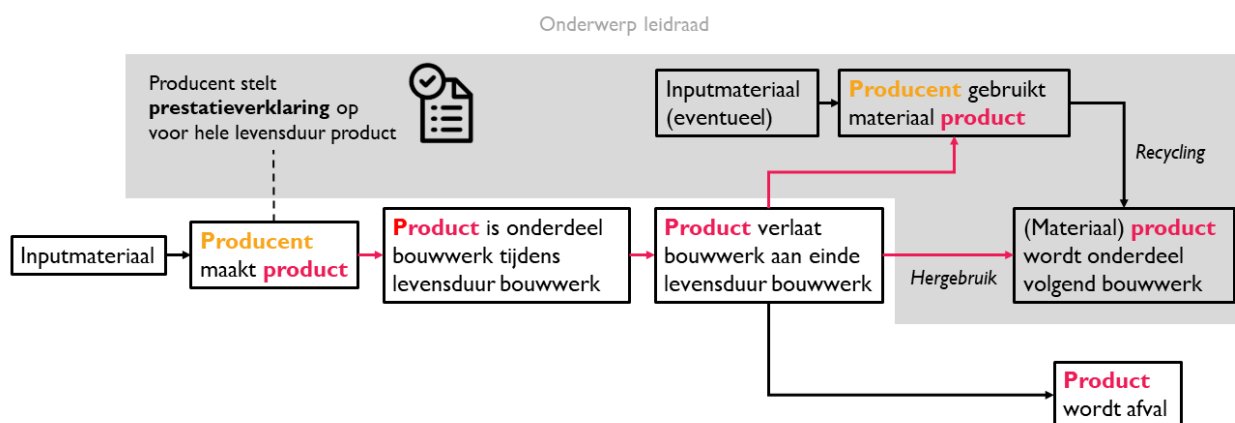 Onderwerp leidraad
Producent stelt
prestatieverklaring op
voor hele levensduur product
Inputmateriaal
(eventueel)
Producent gebruikt
materiaal product
Recycling
Inputmateriaal
Producent
maakt product
Product is onderdeel
bouwwerk tijdens
levensduur bouwwerk
Product verlaat
bouwwerk aan einde
levensduur bouwwerk
Hergebruik
(Materiaal) product
wordt onderdeel
volgend bouwwerk
Product
wordt afval